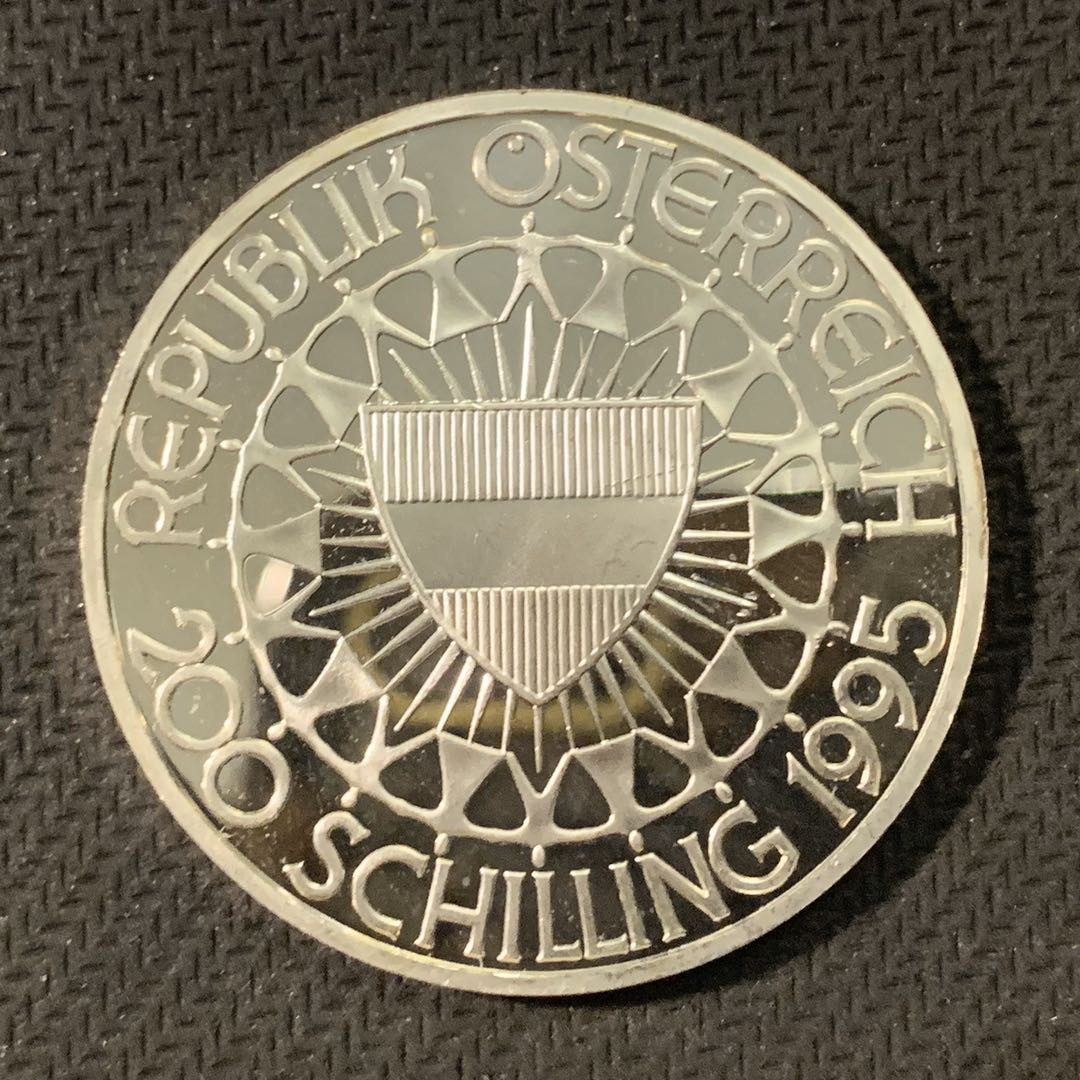 REPUBLIK ÖSTERREICH
200 SCHILLING 1995